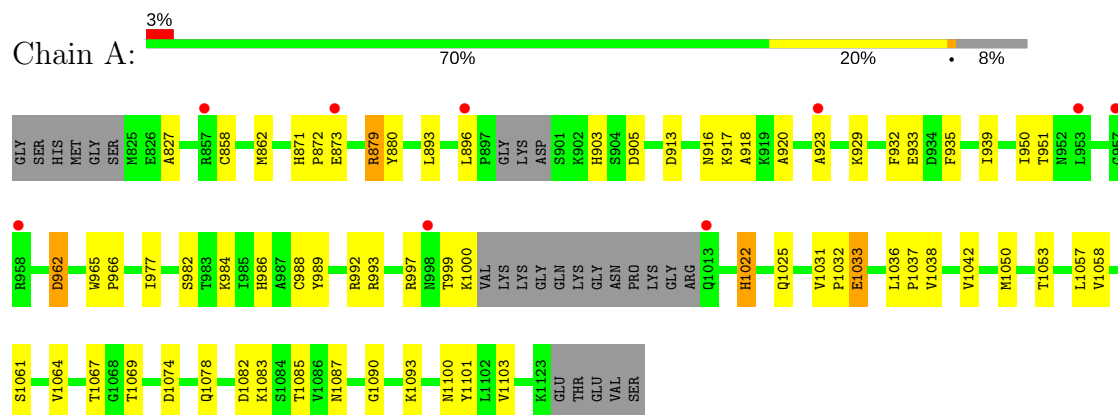 3%
Chain A:
70% 20% • 8%
GLY SER HIS MET GLY SER M825 E826 A827 R857 C858 M862 H871 P872 E873 R879 Y880 L893 L896 P897 GLY LYS ASP S901 K902 H903 S904 D905 D913 N916 K917 A918 K919 A920 A923 K929 F932 E933 D934 F935 I939 I950 T951 N952 L953 C957
R958 D962 W965 P966 I977 S982 T983 K984 I985 H986 A987 C988 Y989 R992 R993 R997 N998 T999 K1000 VAL LYS LYS GLY GLN LYS GLY ASN PRO LYS GLY ARG Q1013 H1022 Q1025 V1031 P1032 E1033 L1036 P1037 V1038 V1042 M1050 T1053 L1057 V1058
S1061 V1064 T1067 G1068 T1069 D1074 Q1078 D1082 K1083 S1084 T1085 V1086 N1087 G1090 K1093 N1100 Y1101 L1102 V1103 K1123 GLU THR GLU VAL SER